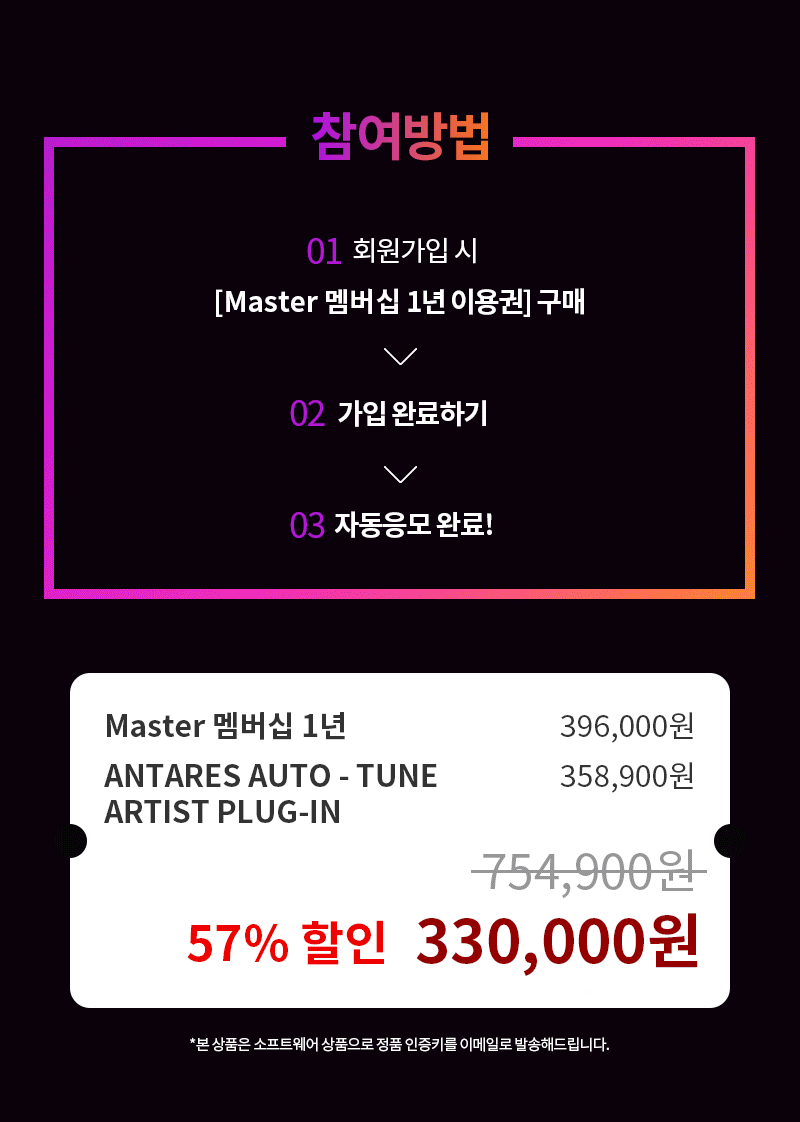 참여방법
01 회원가입 시
[Master 멤버십 1년 이용권] 구매
02 가입 완료하기
03 자동응모 완료!
Master 멤버십 1년 396,000원
ANTARES AUTO - TUNE 358,900원
ARTIST PLUG-IN
754,900원
57% 할인 330,000원
*본 상품은 소프트웨어 상품으로 정품 인증키를 이메일로 발송해드립니다.